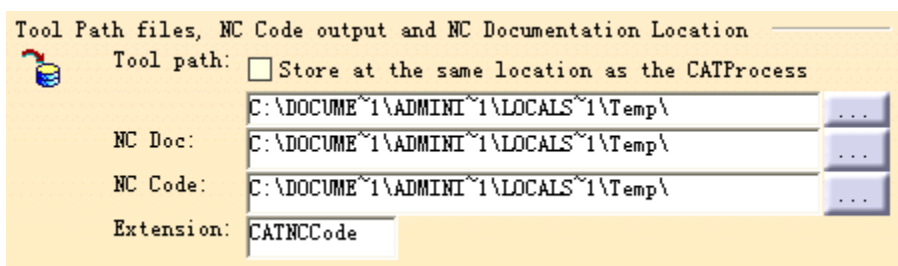 Tool Path files, NC Code output and NC Documentation Location
Tool path: Store at the same location as the CATProcess
C:\DOCUME~1\ADMINI~1\LOCALS~1\Temp\ ...
NC Doc: C:\DOCUME~1\ADMINI~1\LOCALS~1\Temp\ ...
NC Code: C:\DOCUME~1\ADMINI~1\LOCALS~1\Temp\ ...
Extension: CATNCCode